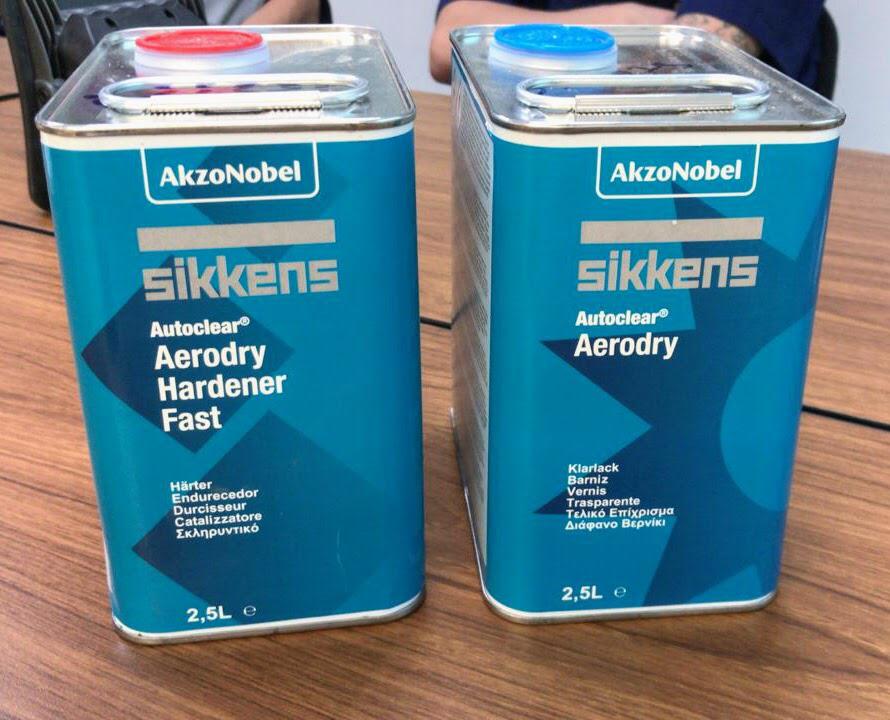 AkzoNobel
sikkens
Autoclear®
Aerodry
Hardener
Fast
Härter
Endurecedor
Durcisseur
Catalizzatore
Σκληρυντικό
2,5L ℮
AkzoNobel
sikkens
Autoclear®
Aerodry
Klarlack
Barniz
Vernis
Trasparente
Τελικό Επίχρισμα
Διάφανο Βερνίκι
2,5L ℮